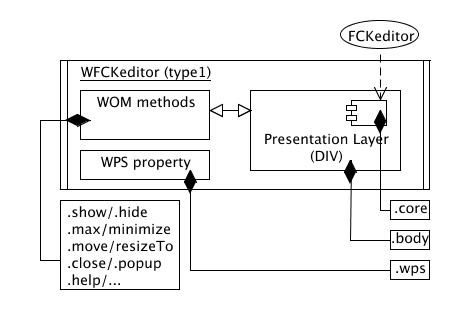 FCKeditor
WFCKeditor (type1)
WOM methods
Presentation Layer
(DIV)
WPS property
.show/.hide
.max/minimize
.move/resizeTo
.close/.popup
.help/...
.core
.body
.wps